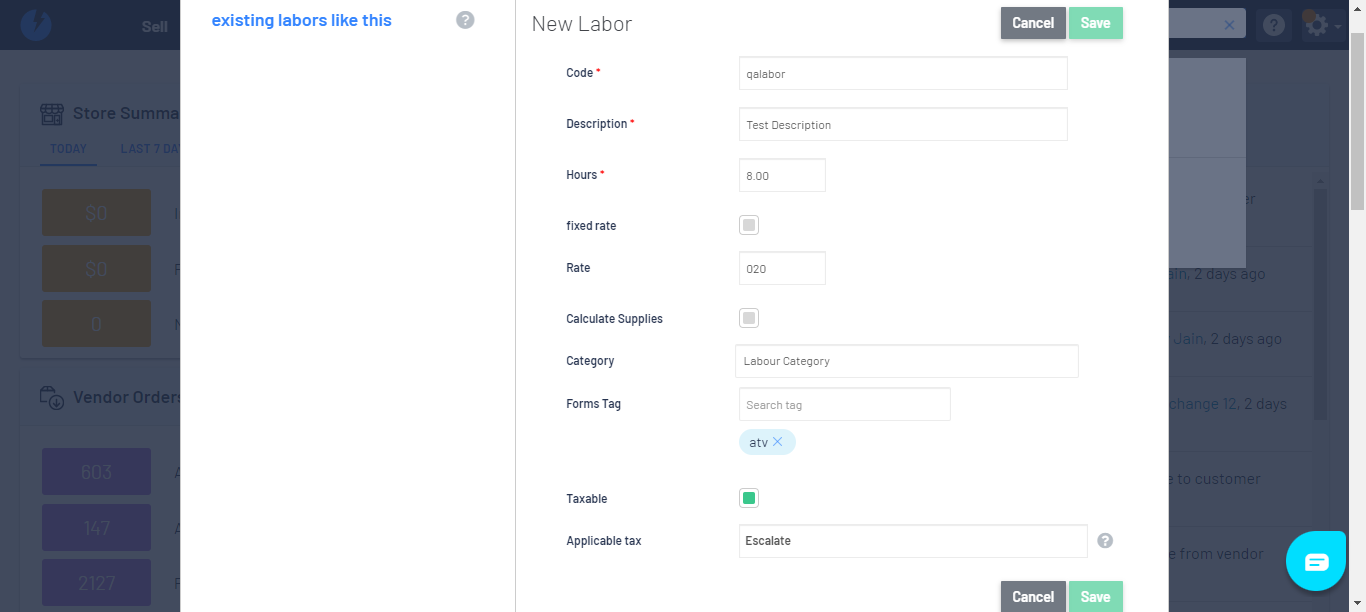 existing labors like this
?
Sell
New Labor
Cancel
Save
?
Code *
qalabor
Description *
Test Description
Hours *
8.00
fixed rate
Rate
020
Calculate Supplies
Category
Labour Category
Forms Tag
Search tag
atv
Taxable
Applicable tax
Escalate
?
Cancel
Save
Store Summa
TODAY
LAST 7 DA
$0
$0
0
Vendor Orders
603
147
2127
er
ain, 2 days ago
Jain, 2 days ago
change 12, 2 days
e to customer
e from vendor